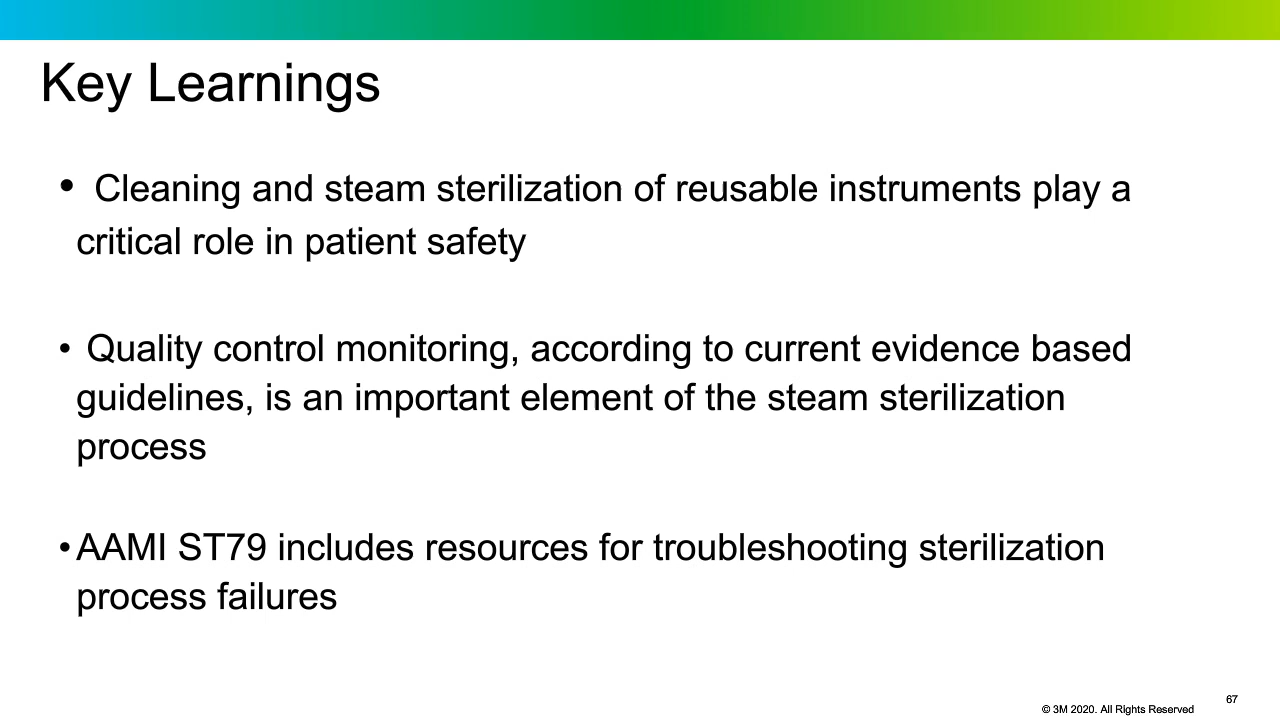 Key Learnings
• Cleaning and steam sterilization of reusable instruments play a
critical role in patient safety
• Quality control monitoring, according to current evidence based
guidelines, is an important element of the steam sterilization
process
• AAMI ST79 includes resources for troubleshooting sterilization
process failures
67
© 3M 2020. All Rights Reserved